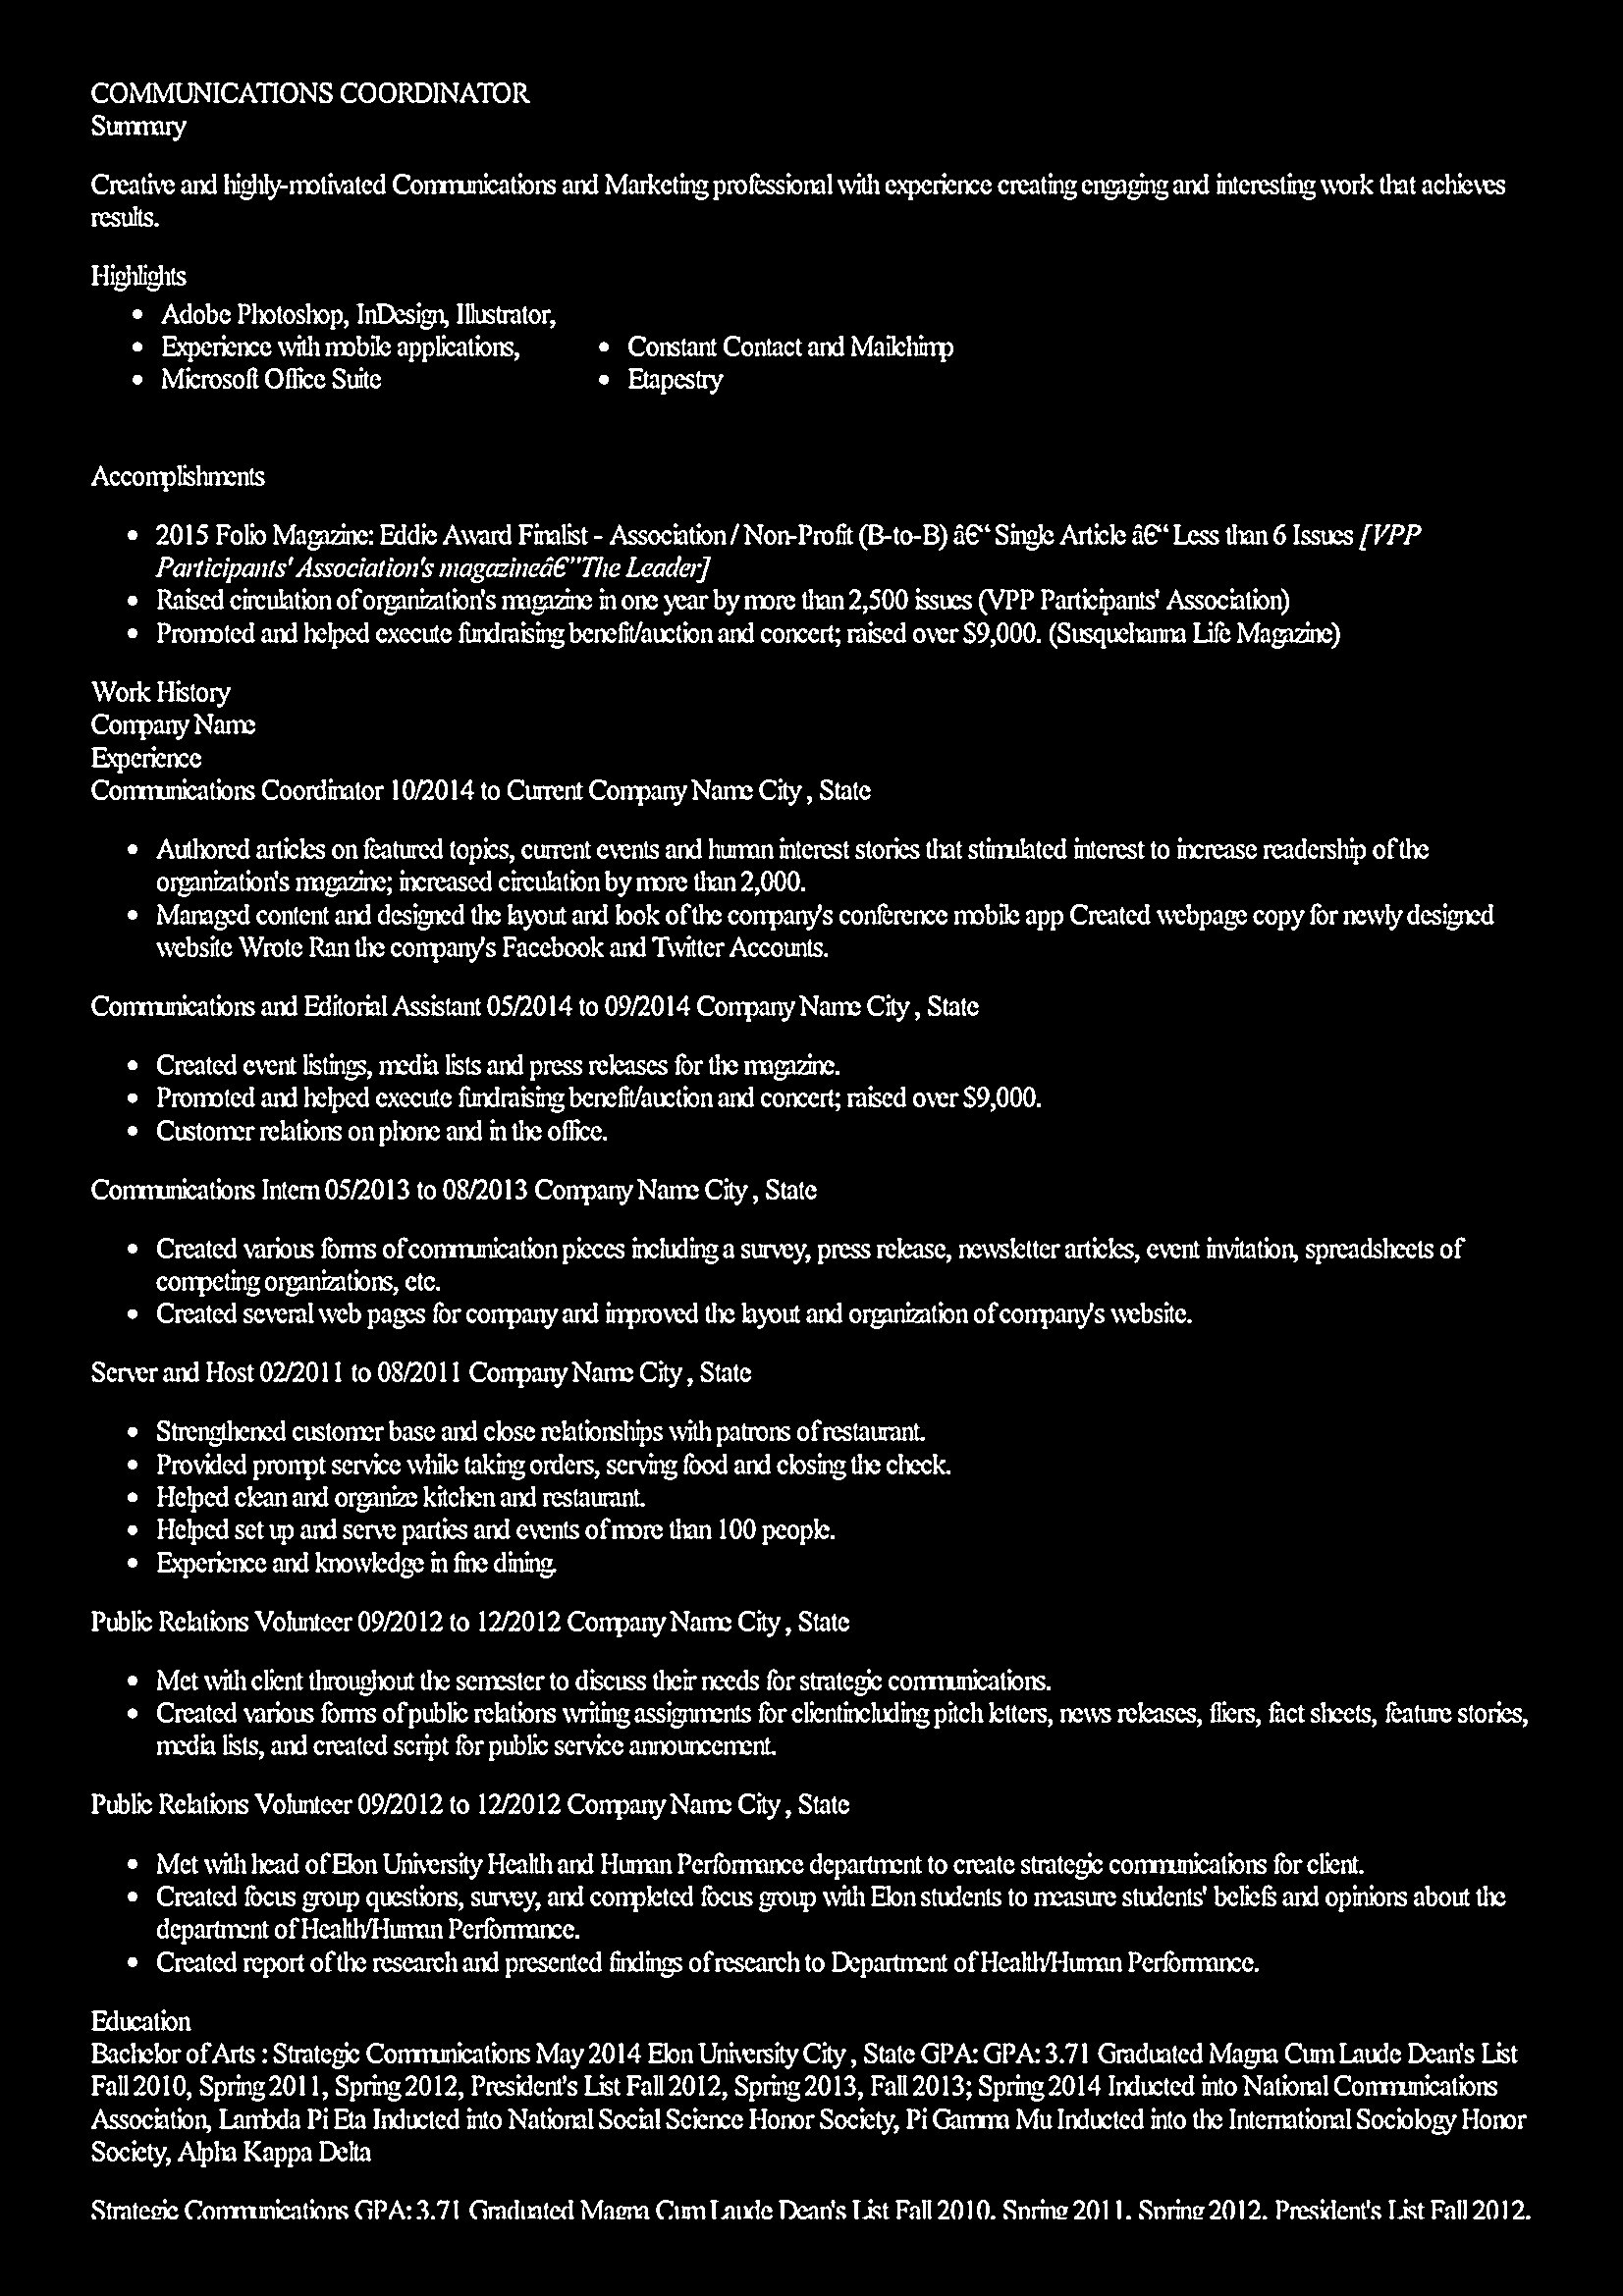 COMMUNICATIONS COORDINATOR
Summary
Creative and highly-motivated Communications and Marketing professional with experience creating engaging and interesting work that achieves
results.
Highlights
• Adobe Photoshop, InDesign, Illustrator,
• Experience with mobile applications,
• Microsoft Office Suite
• Constant Contact and Mailchimp
• Etapestry
Accomplishments
• 2015 Folio Magazine: Eddie Award Finalist - Association / Non-Profit (B-to-B) â€“ Single Article â€“ Less than 6 Issues [VPP
Participants' Association's magazineâ€”The Leader]
• Raised circulation of organization's magazine in one year by more than 2,500 issues (VPP Participants' Association)
• Promoted and helped execute fundraising benefit/auction and concert; raised over $9,000. (Susquehanna Life Magazine)
Work History
Company Name
Experience
Communications Coordinator 10/2014 to Current Company Name City , State
• Authored articles on featured topics, current events and human interest stories that stimulated interest to increase readership of the
organization's magazine; increased circulation by more than 2,000.
• Managed content and designed the layout and look of the company's conference mobile app Created webpage copy for newly designed
website Wrote Ran the company's Facebook and Twitter Accounts.
Communications and Editorial Assistant 05/2014 to 09/2014 Company Name City , State
• Created event listings, media lists and press releases for the magazine.
• Promoted and helped execute fundraising benefit/auction and concert; raised over $9,000.
• Customer relations on phone and in the office.
Communications Intern 05/2013 to 08/2013 Company Name City , State
• Created various forms of communication pieces including a survey, press release, newsletter articles, event invitation, spreadsheets of
competing organizations, etc.
• Created several web pages for company and improved the layout and organization of company's website.
Server and Host 02/2011 to 08/2011 Company Name City , State
• Strengthened customer base and close relationships with patrons of restaurant.
• Provided prompt service while taking orders, serving food and closing the check.
• Helped clean and organize kitchen and restaurant.
• Helped set up and serve parties and events of more than 100 people.
• Experience and knowledge in fine dining.
Public Relations Volunteer 09/2012 to 12/2012 Company Name City , State
• Met with client throughout the semester to discuss their needs for strategic communications.
• Created various forms of public relations writing assignments for clientincluding pitch letters, news releases, fliers, fact sheets, feature stories,
media lists, and created script for public service announcement.
Public Relations Volunteer 09/2012 to 12/2012 Company Name City , State
• Met with head of Elon University Health and Human Performance department to create strategic communications for client.
• Created focus group questions, survey, and completed focus group with Elon students to measure students' beliefs and opinions about the
department of Health/Human Performance.
• Created report of the research and presented findings of research to Department of Health/Human Performance.
Education
Bachelor of Arts : Strategic Communications May 2014 Elon University City , State GPA: GPA: 3.71 Graduated Magna Cum Laude Dean's List
Fall 2010, Spring 2011, Spring 2012, President's List Fall 2012, Spring 2013, Fall 2013; Spring 2014 Inducted into National Communications
Association, Lambda Pi Eta Inducted into National Social Science Honor Society, Pi Gamma Mu Inducted into the International Sociology Honor
Society, Alpha Kappa Delta
Strategic Communications GPA: 3.71 Graduated Magna Cum Laude Dean's List Fall 2010, Spring 2011, Spring 2012, President's List Fall 2012,